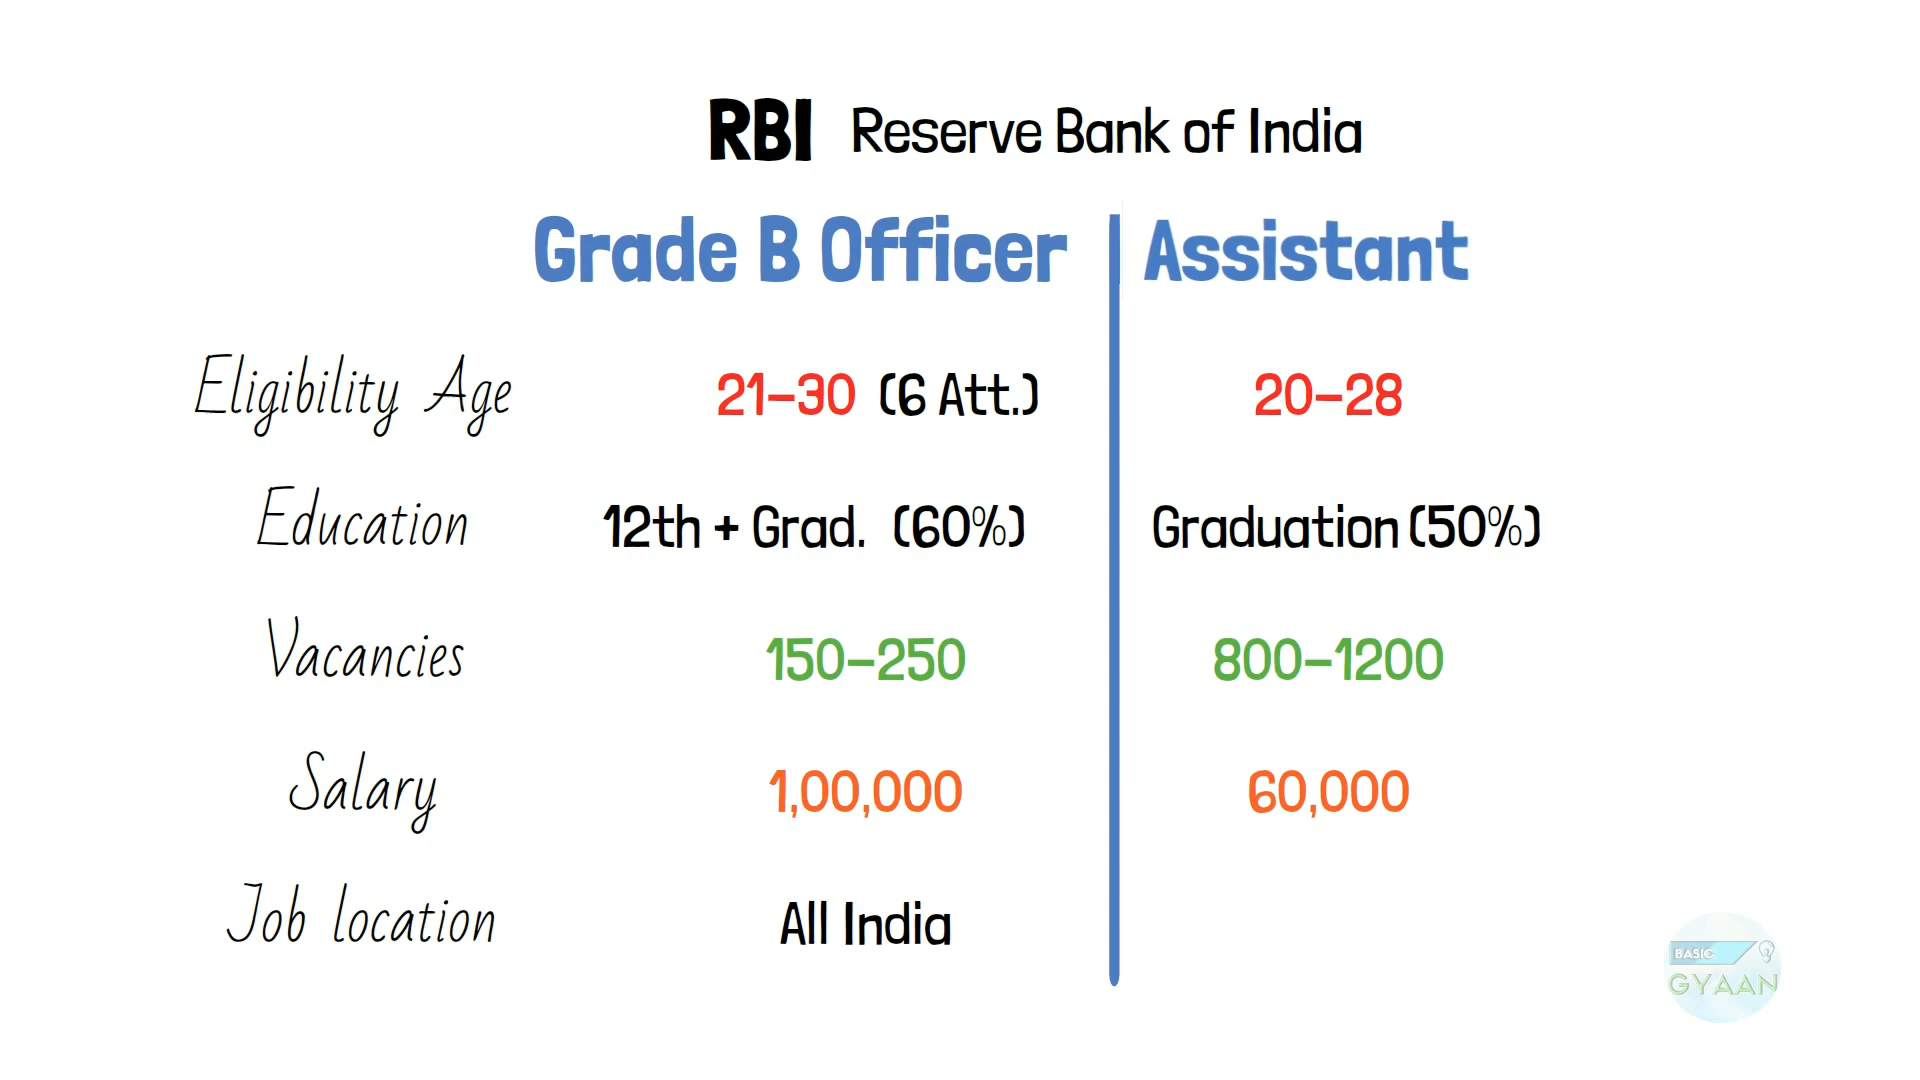 RBI Reserve Bank of India
Grade B Officer Assistant
Eligibility Age 21-30 (6 Att.) 20-28
Education 12th + Grad. (60%) Graduation (50%)
Vacancies 150-250 800-1200
Salary 1,00,000 60,000
Job location All India
BASIC
GYAAN